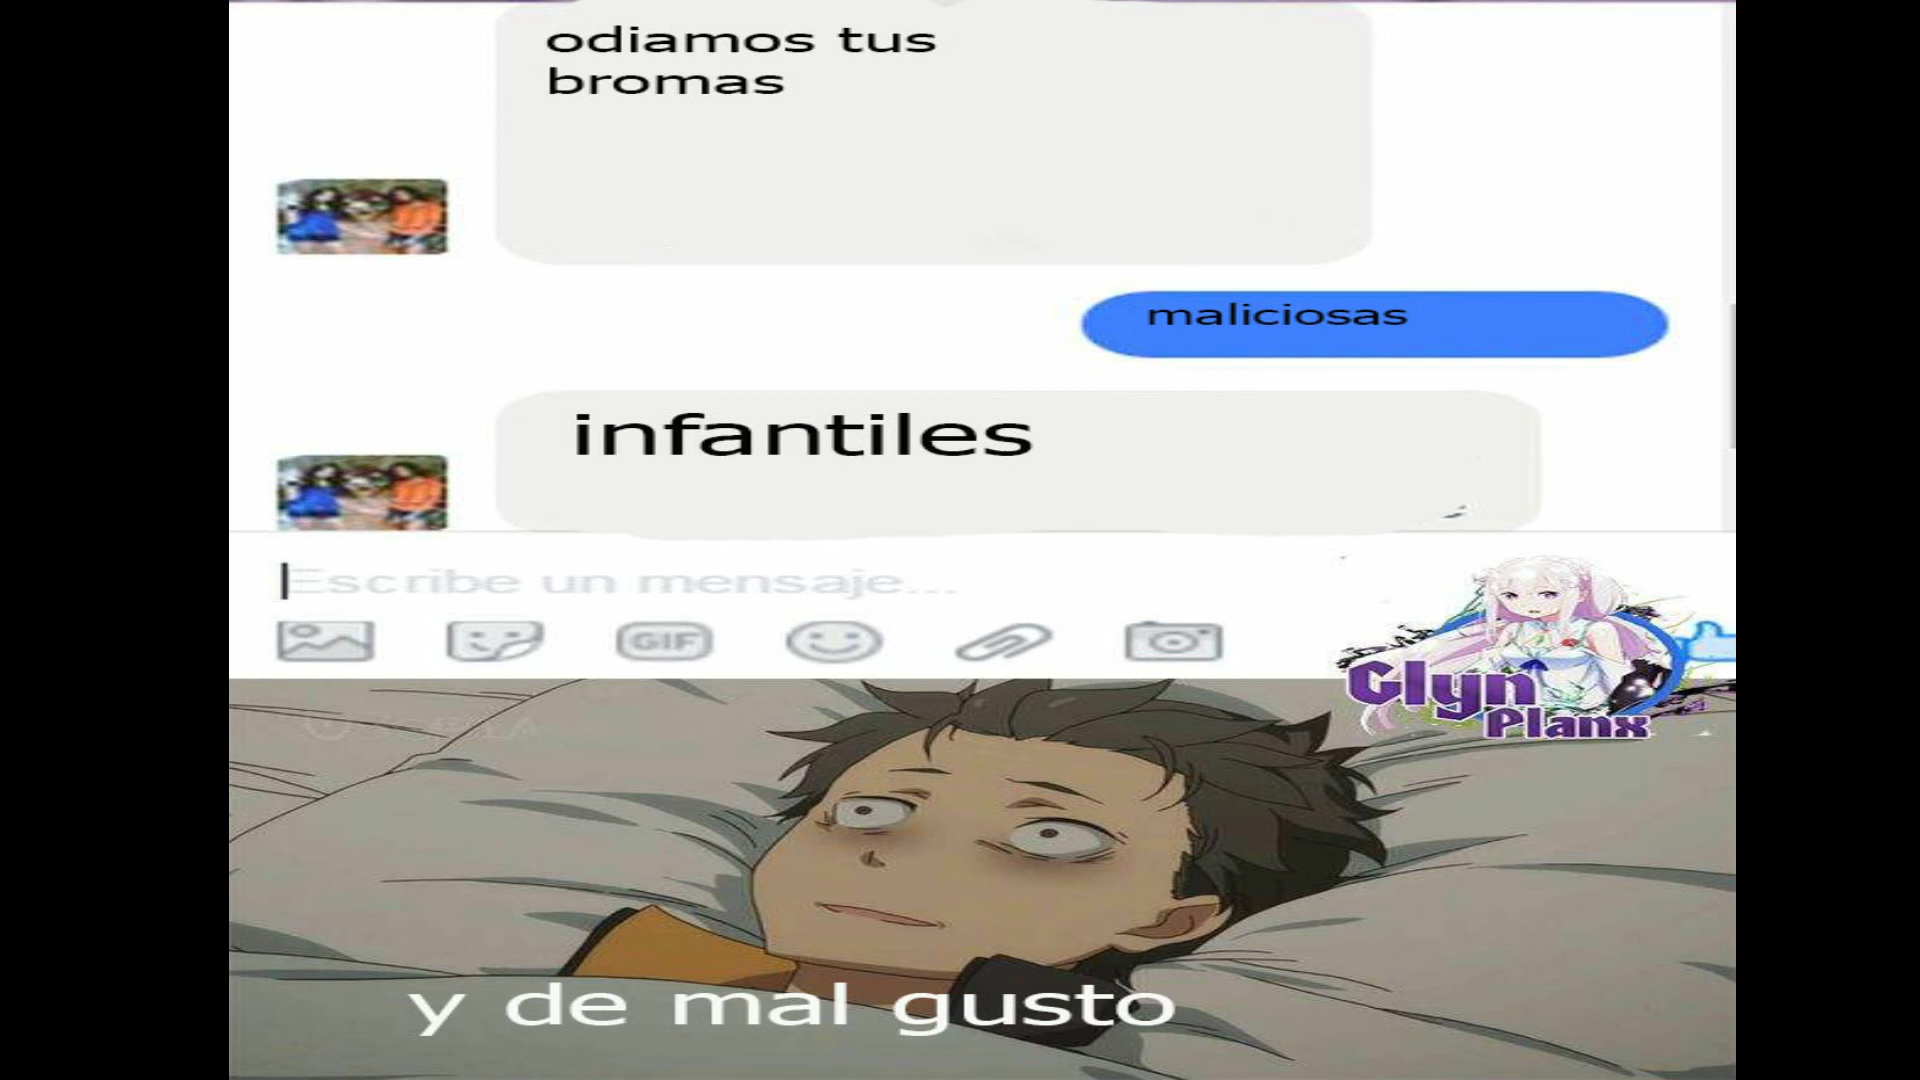 odiamos tus
bromas
maliciosas
infantiles
Escribe un mensaje...
GIF
Glyn
Planx
y de mal gusto